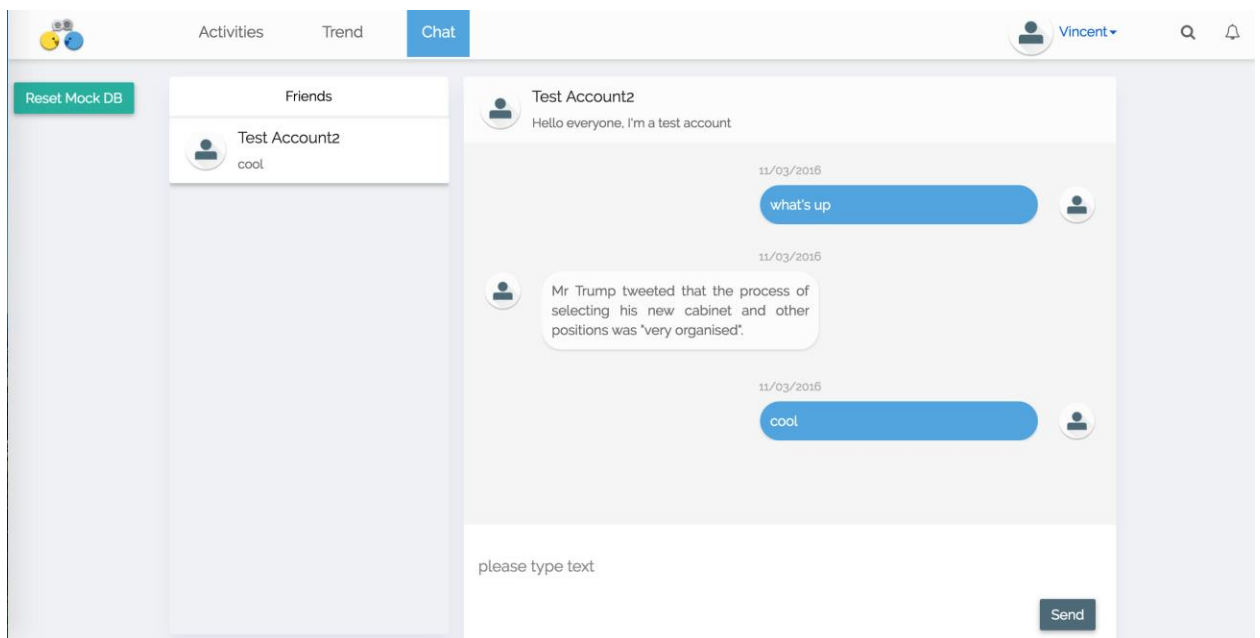 Activities Trend Chat Vincent
Reset Mock DB
Friends
Test Account2
cool
Test Account2
Hello everyone, I'm a test account
11/03/2016
what's up
11/03/2016
Mr Trump tweeted that the process of
selecting his new cabinet and other
positions was "very organised".
11/03/2016
cool
please type text
Send